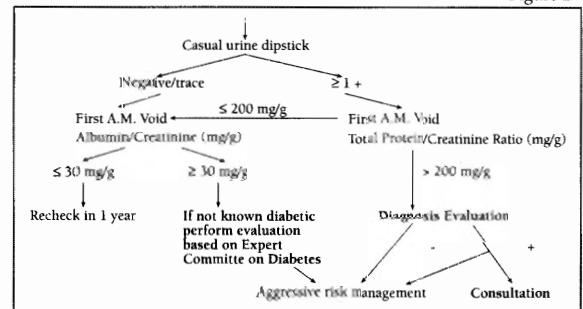 Casual urine dipstick
Negative/trace
≥ 1 +
≤ 200 mg/g
First A.M. Void
First A.M. Void
Albumin/Creatinine (mg/g)
Total Protein/Creatinine Ratio (mg/g)
≤ 30 mg/g
≥ 30 mg/g
> 200 mg/g
Recheck in 1 year
If not known diabetic
perform evaluation
based on Expert
Committe on Diabetes
Diagnosis Evaluation
-
+
Aggressive risk management
Consultation